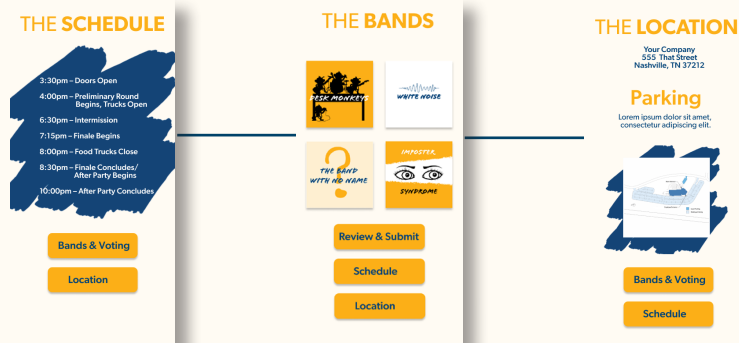 THE SCHEDULE
3:30pm – Doors Open
4:00pm – Preliminary Round
Begins, Trucks Open
6:30pm – Intermission
7:15pm – Finale Begins
8:00pm – Food Trucks Close
8:30pm – Finale Concludes/
After Party Begins
10:00pm – After Party Concludes
Bands & Voting
Location
THE BANDS
DESK MONKEYS
WHITE NOISE
THE BAND
WITH NO NAME
IMPOSTER
SYNDROME
Review & Submit
Schedule
Location
THE LOCATION
Your Company
555 That Street
Nashville, TN 37212
Parking
Lorem ipsum dolor sit amet,
consectetur adipiscing elit.
Bands & Voting
Schedule